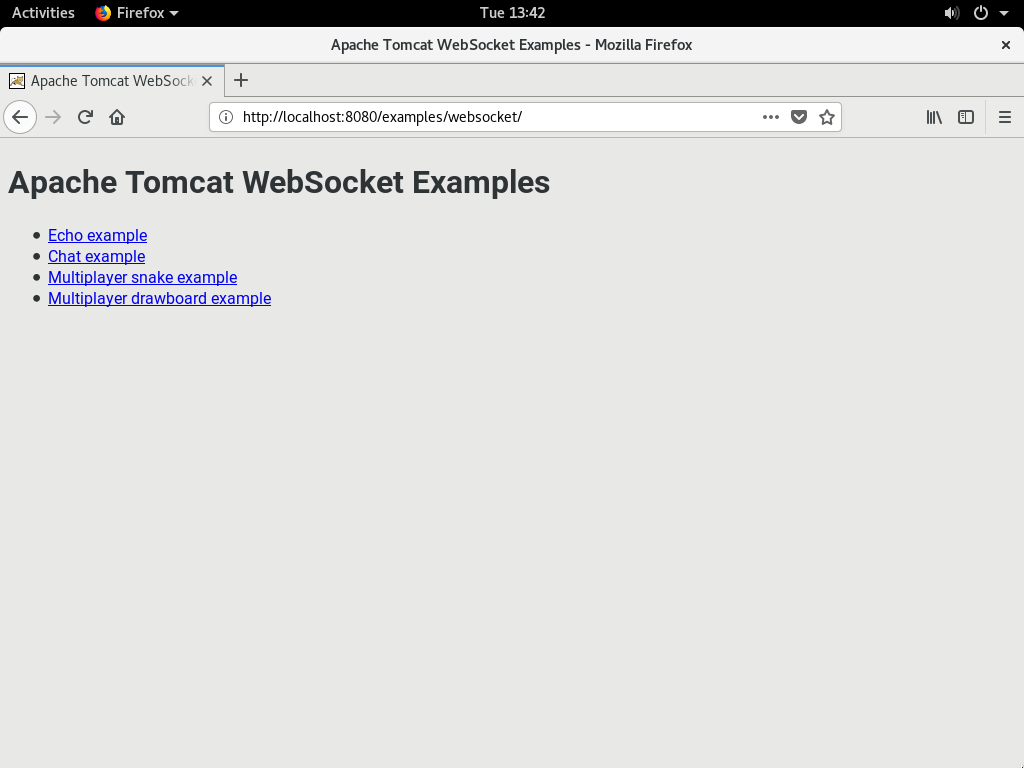 Activities Firefox Tue 13:42
Apache Tomcat WebSocket Examples - Mozilla Firefox
Apache Tomcat WebSock
http://localhost:8080/examples/websocket/
Apache Tomcat WebSocket Examples
Echo example
Chat example
Multiplayer snake example
Multiplayer drawboard example